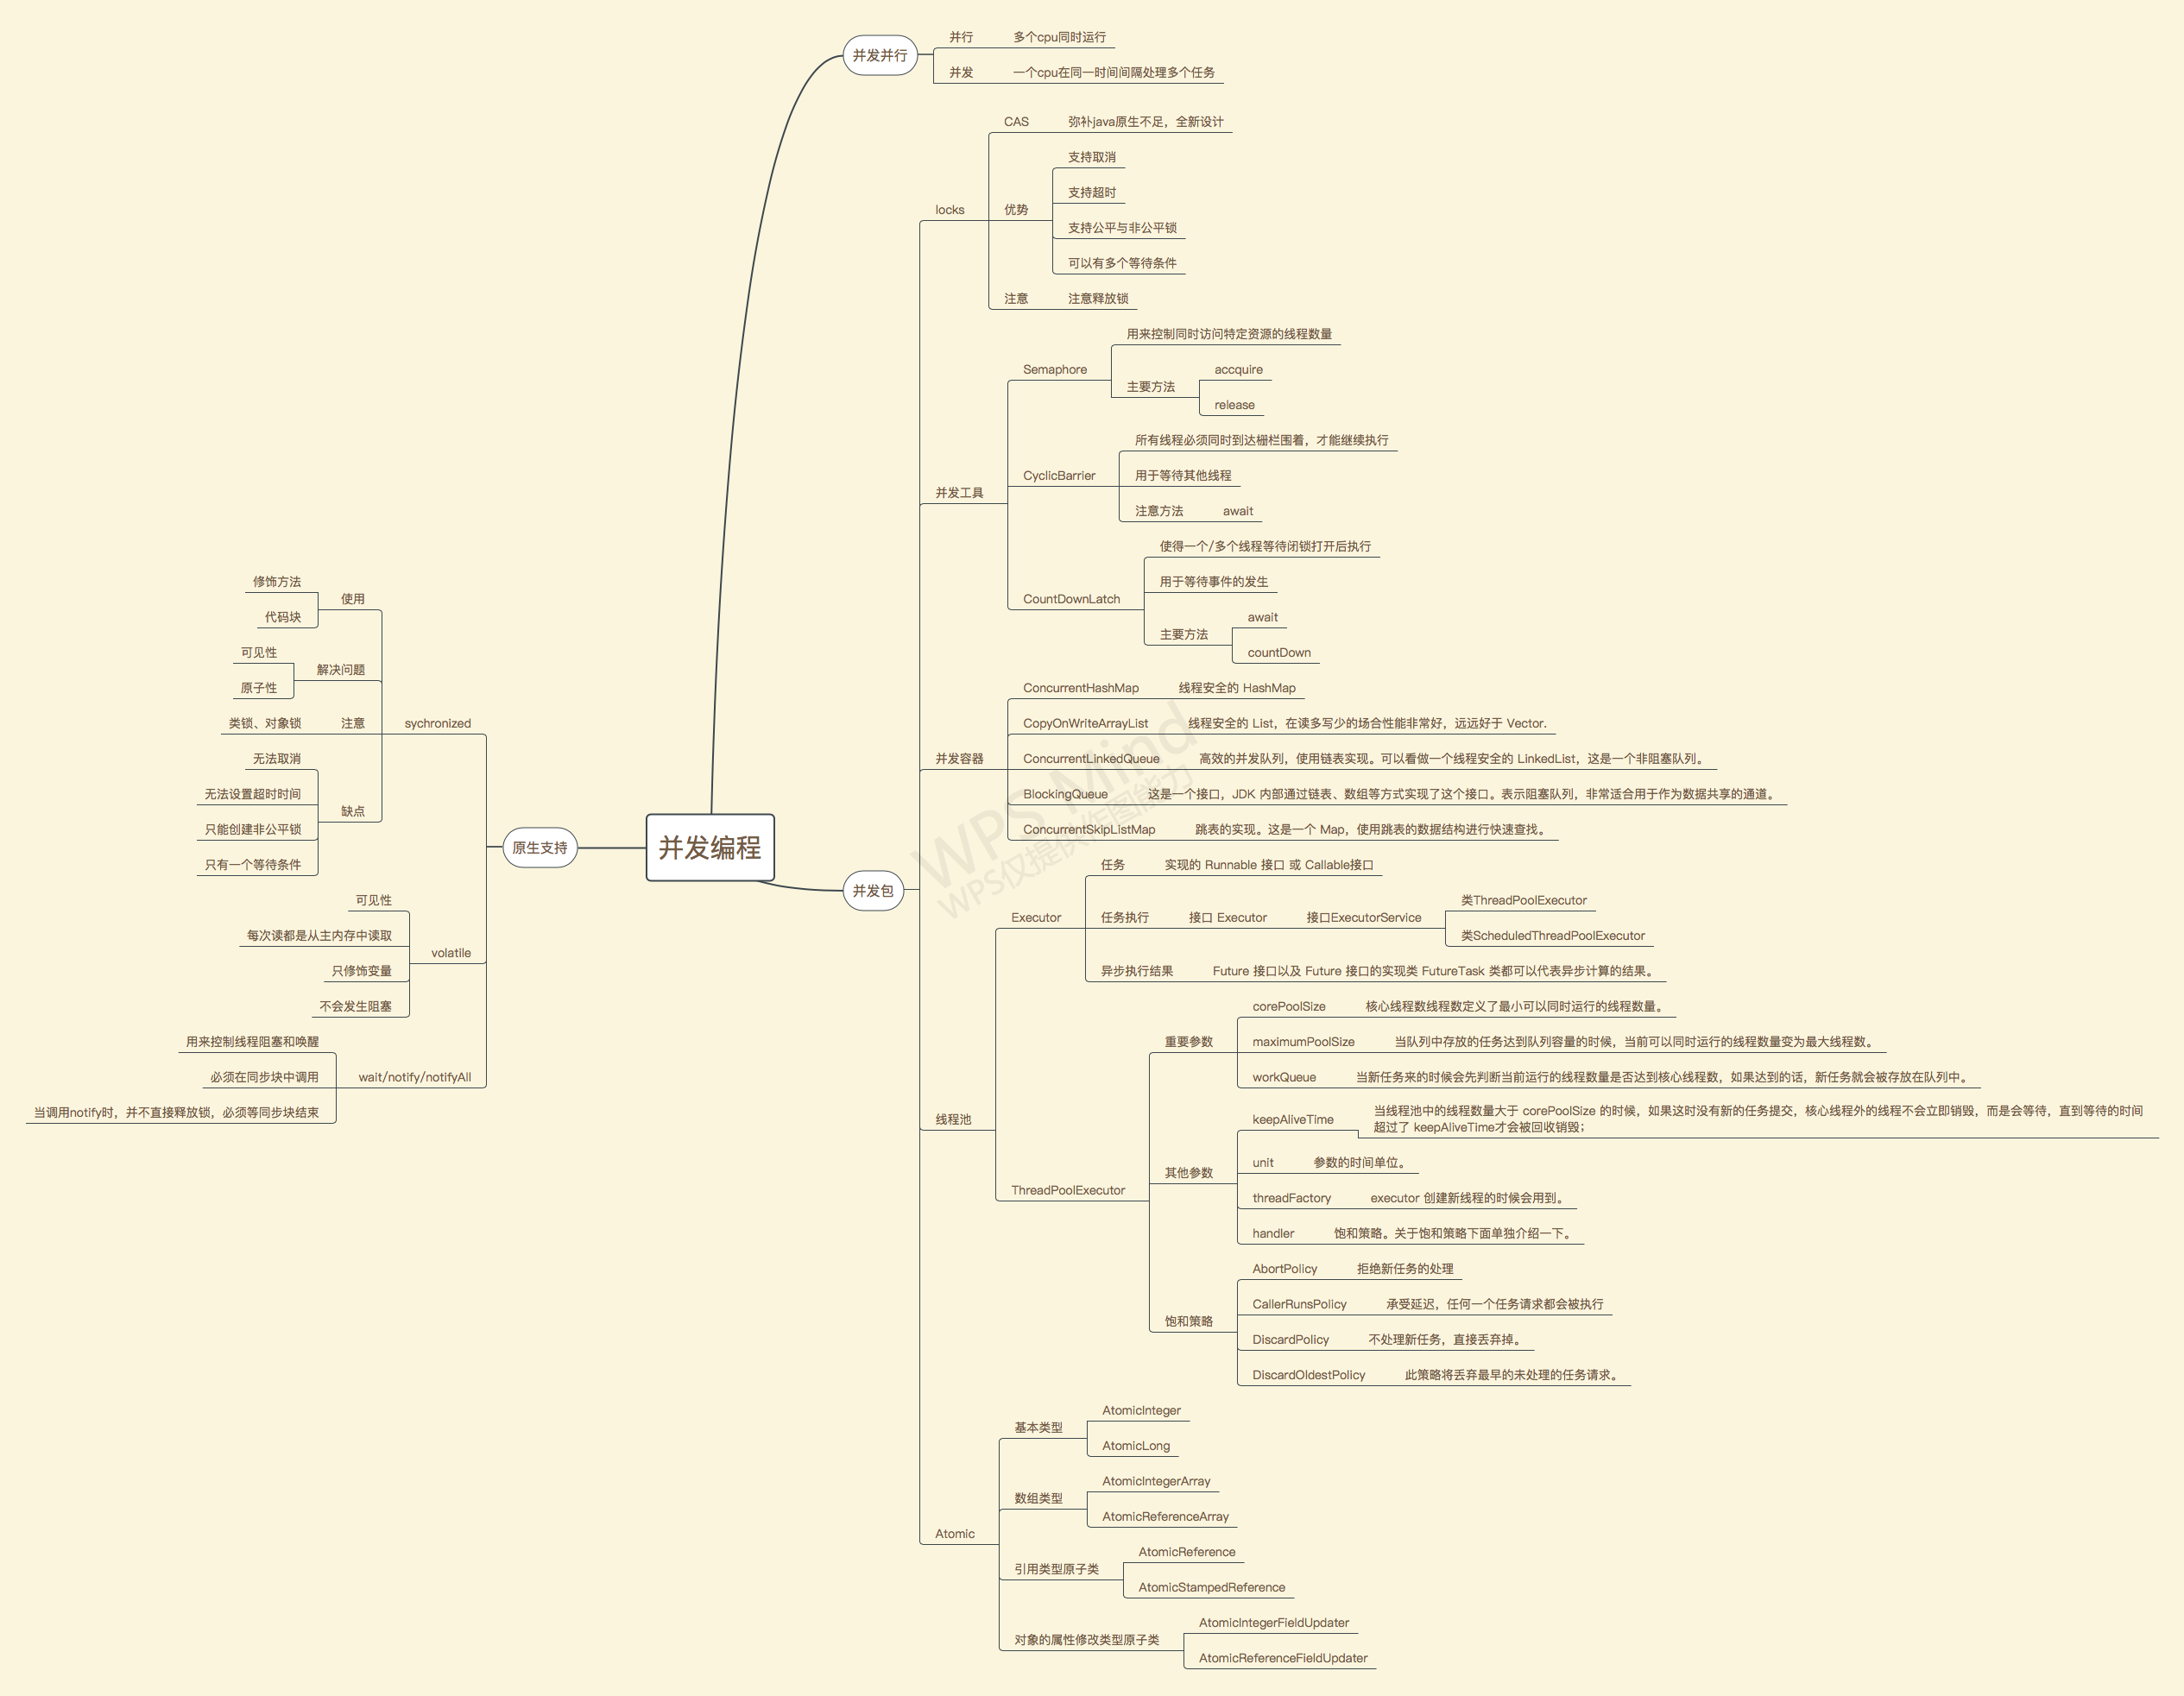 并发并行
并行
多个cpu同时运行
并发
一个cpu在同一时间间隔处理多个任务
CAS
弥补java原生不足，全新设计
支持取消
支持超时
locks
优势
支持公平与非公平锁
可以有多个等待条件
注意
注意释放锁
用来控制同时访问特定资源的线程数量
Semaphore
accquire
主要方法
release
所有线程必须同时到达栅栏围着，才能继续执行
CyclicBarrier
用于等待其他线程
并发工具
注意方法
await
使得一个/多个线程等待闭锁打开后执行
用于等待事件的发生
CountDownLatch
await
主要方法
countDown
ConcurrentHashMap
线程安全的 HashMap
CopyOnWriteArrayList
线程安全的 List，在读多写少的场合性能非常好，远远好于 Vector.
并发容器
ConcurrentLinkedQueue
高效的并发队列，使用链表实现。可以看做一个线程安全的 LinkedList，这是一个非阻塞队列。
BlockingQueue
这是一个接口，JDK 内部通过链表、数组等方式实现了这个接口。表示阻塞队列，非常适合用于作为数据共享的通道。
ConcurrentSkipListMap
跳表的实现。这是一个 Map，使用跳表的数据结构进行快速查找。
并发编程
并发包
任务
实现的 Runnable 接口 或 Callable接口
Executor
任务执行
接口 Executor
接口ExecutorService
类ThreadPoolExecutor
类ScheduledThreadPoolExecutor
异步执行结果
Future 接口以及 Future 接口的实现类 FutureTask 类都可以代表异步计算的结果。
corePoolSize
核心线程数线程数定义了最小可以同时运行的线程数量。
重要参数
maximumPoolSize
当队列中存放的任务达到队列容量的时候，当前可以同时运行的线程数量变为最大线程数。
workQueue
当新任务来的时候会先判断当前运行的线程数量是否达到核心线程数，如果达到的话，新任务就会被存放在队列中。
线程池
keepAliveTime
当线程池中的线程数量大于 corePoolSize 的时候，如果这时没有新的任务提交，核心线程外的线程不会立即销毁，而是会等待，直到等待的时间
超过了 keepAliveTime才会被回收销毁；
unit
参数的时间单位。
其他参数
ThreadPoolExecutor
threadFactory
executor 创建新线程的时候会用到。
handler
饱和策略。关于饱和策略下面单独介绍一下。
AbortPolicy
拒绝新任务的处理
CallerRunsPolicy
承受延迟，任何一个任务请求都会被执行
饱和策略
DiscardPolicy
不处理新任务，直接丢弃掉。
DiscardOldestPolicy
此策略将丢弃最早的未处理的任务请求。
基本类型
AtomicInteger
AtomicLong
数组类型
AtomicIntegerArray
AtomicReferenceArray
Atomic
引用类型原子类
AtomicReference
AtomicStampedReference
对象的属性修改类型原子类
AtomicIntegerFieldUpdater
AtomicReferenceFieldUpdater
原生支持
修饰方法
使用
代码块
可见性
解决问题
原子性
类锁、对象锁
注意
sychronized
无法取消
无法设置超时时间
缺点
只能创建非公平锁
只有一个等待条件
可见性
每次读都是从主内存中读取
volatile
只修饰变量
不会发生阻塞
用来控制线程阻塞和唤醒
必须在同步块中调用
wait/notify/notifyAll
当调用notify时，并不直接释放锁，必须等同步块结束
WPS Mind
WPS仅提供作图能力